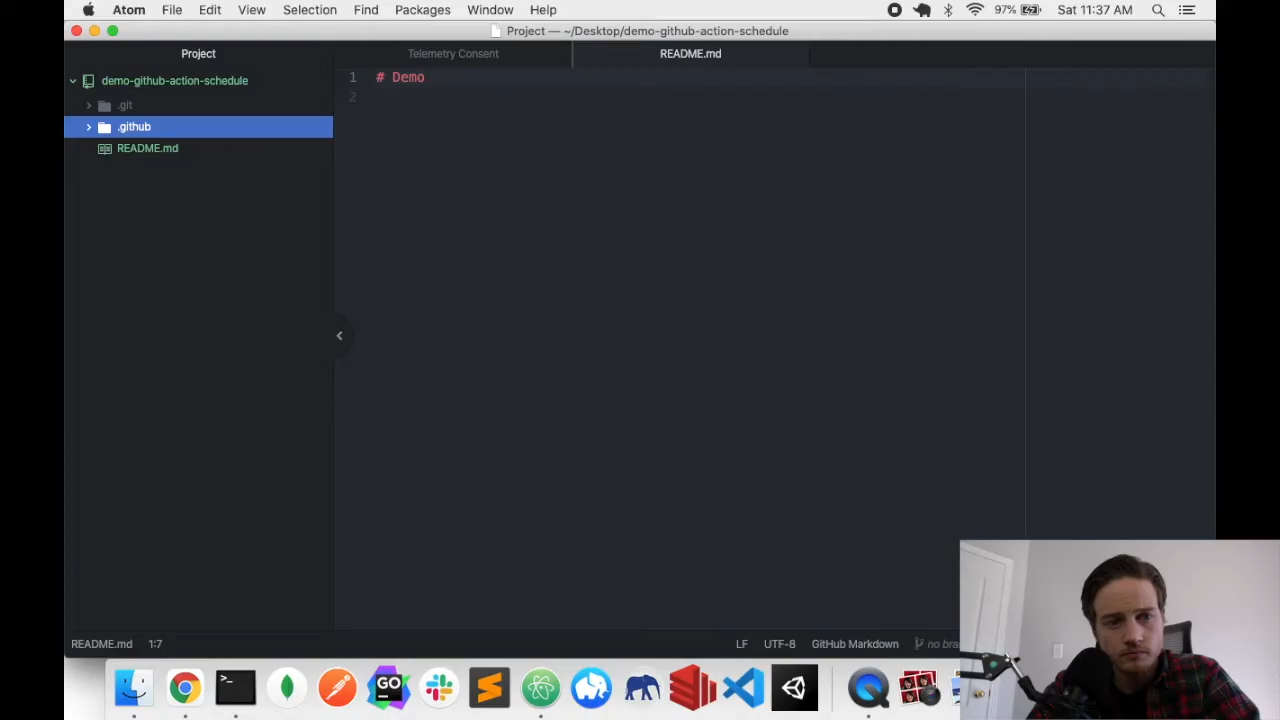 Atom File Edit View Selection Find Packages Window Help 97% Sat 11:37 AM
Project — ~/Desktop/demo-github-action-schedule
Project Telemetry Consent README.md
demo-github-action-schedule
.git
.github
README.md
1 # Demo
2
README.md 1:7 LF UTF-8 GitHub Markdown no bra
>_
GO